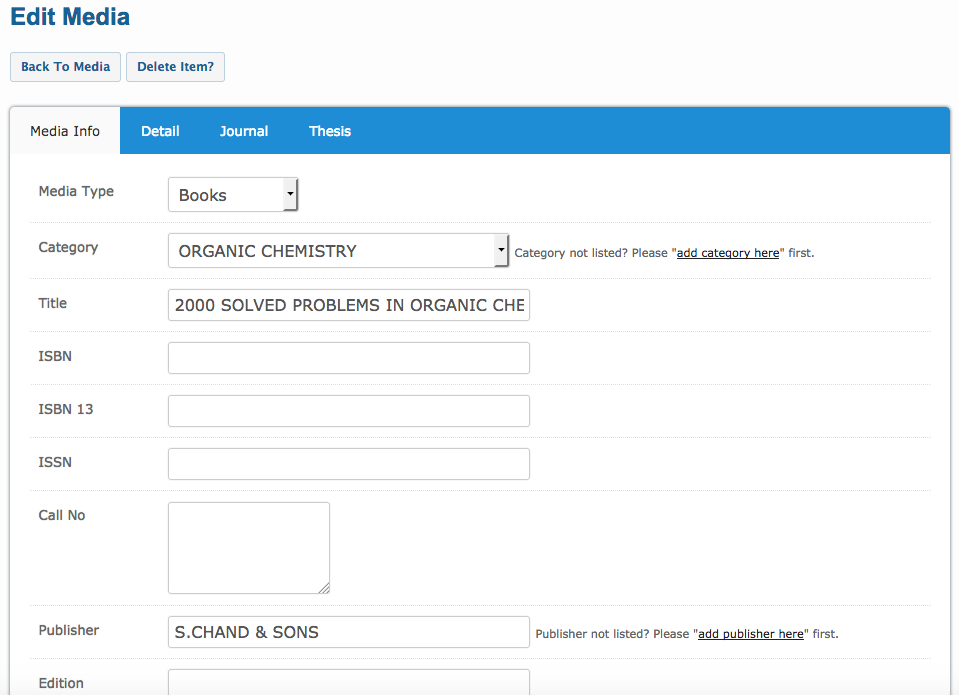 Edit Media
Back To Media Delete Item?
Media Info Detail Journal Thesis
Media Type Books
Category ORGANIC CHEMISTRY Category not listed? Please "add category here" first.
Title 2000 SOLVED PROBLEMS IN ORGANIC CHE
ISBN
ISBN 13
ISSN
Call No
Publisher S.CHAND & SONS Publisher not listed? Please "add publisher here" first.
Edition